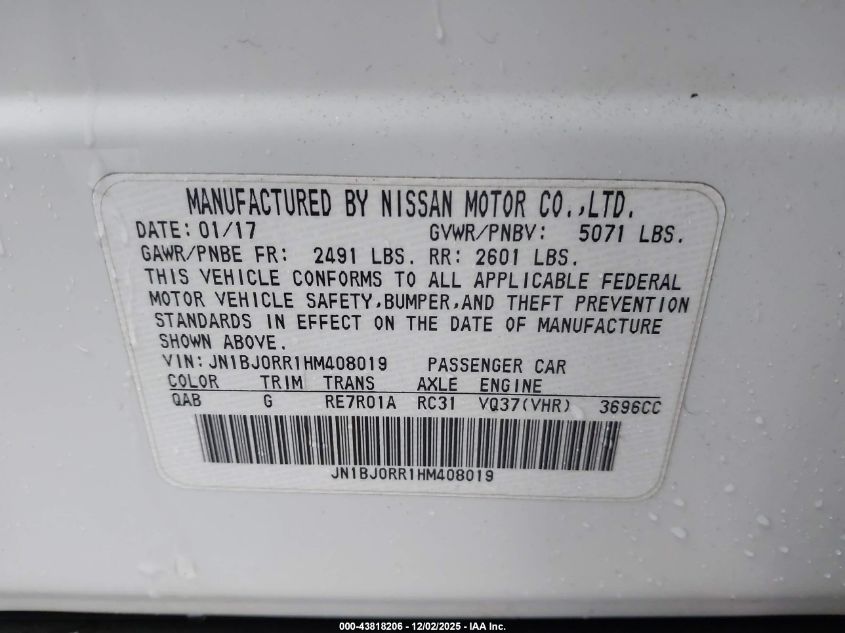 MANUFACTURED BY NISSAN MOTOR CO.,LTD.
DATE: 01/17 GVWR/PNBV: 5071 LBS.
GAWR/PNBE FR: 2491 LBS. RR: 2601 LBS.
THIS VEHICLE CONFORMS TO ALL APPLICABLE FEDERAL
MOTOR VEHICLE SAFETY,BUMPER,AND THEFT PREVENTION
STANDARDS IN EFFECT ON THE DATE OF MANUFACTURE
SHOWN ABOVE.
VIN:JN1BJ0RR1HM408019 PASSENGER CAR
COLOR TRIM TRANS AXLE ENGINE
QAB G RE7R01A RC31 VQ37(VHR) 3696CC
JN1BJ0RR1HM408019
000-43818206 - 12/02/2025 - IAA Inc.